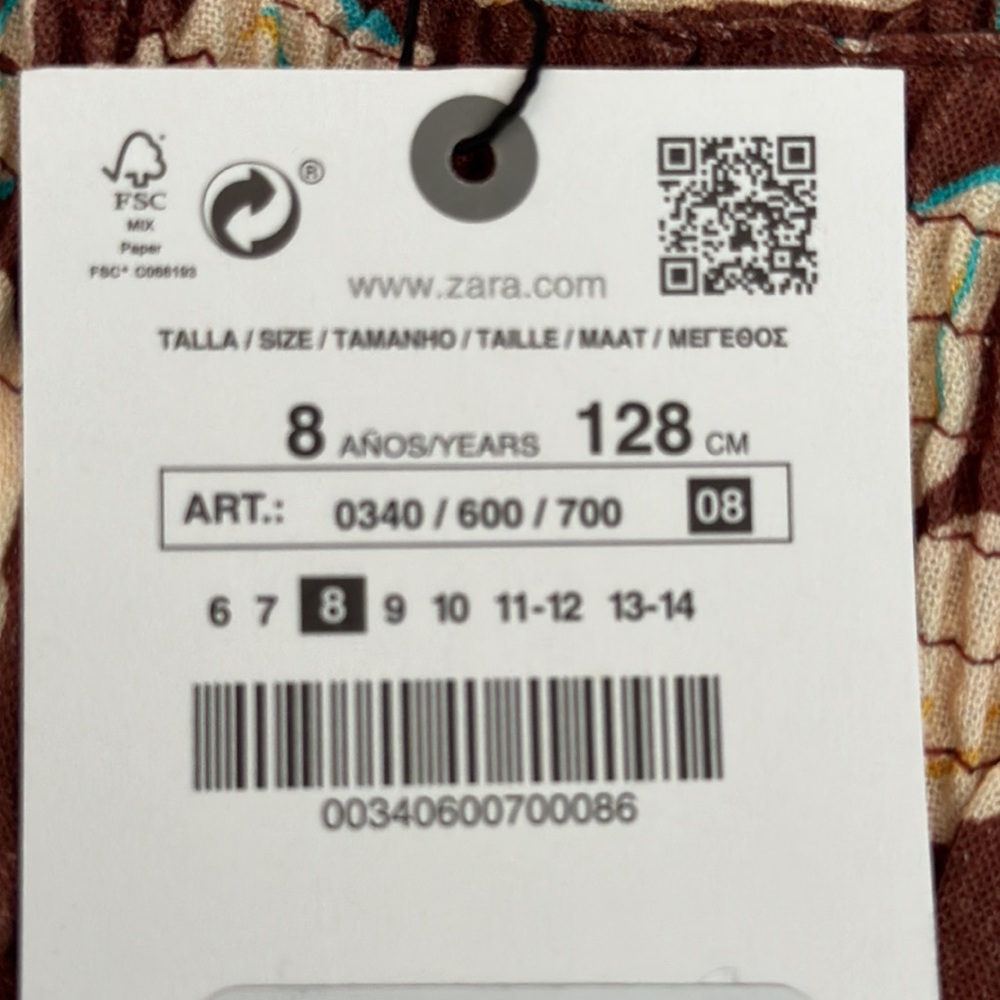 FSC
MIX
Paper
FSC® C066193
®
www.zara.com
TALLA / SIZE / TAMANHO / TAILLE / MAAT / ΜΕΓΕΘΟΣ
8 AÑOS/YEARS 128 CM
ART.: 0340 / 600 / 700 08
6 7 8 9 10 11-12 13-14
00340600700086